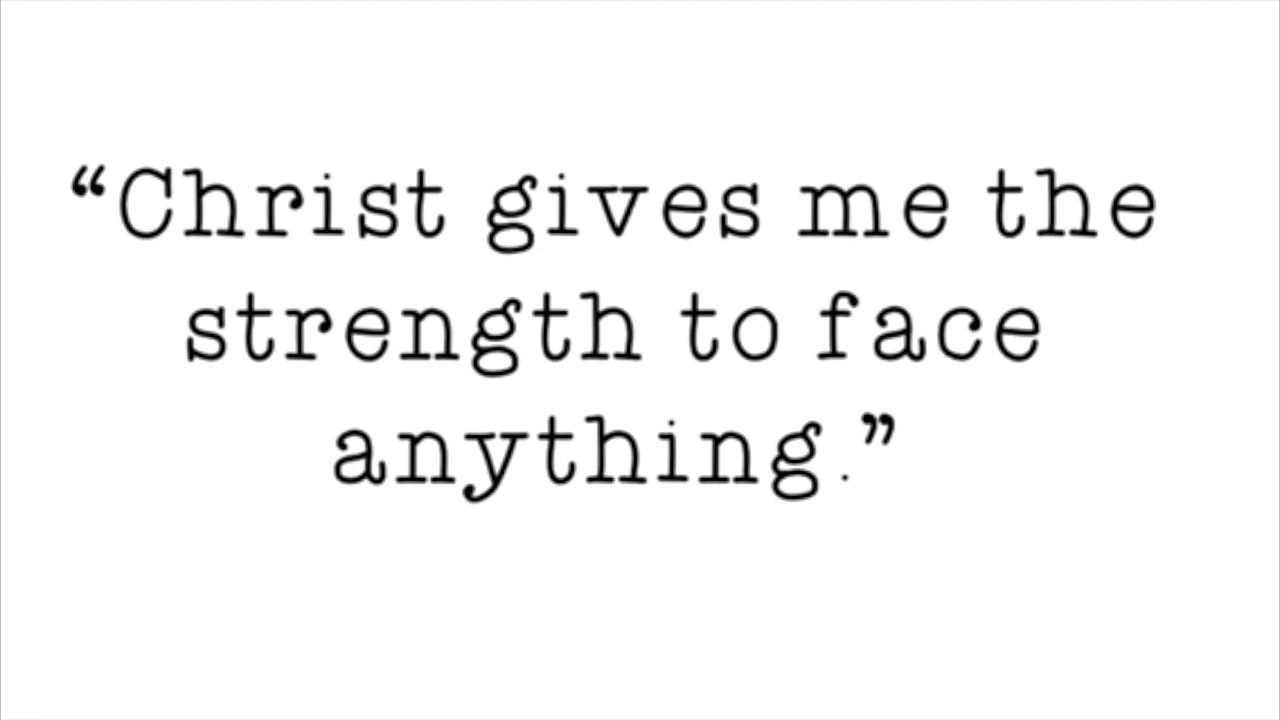 “Christ gives me the
strength to face
anything.”